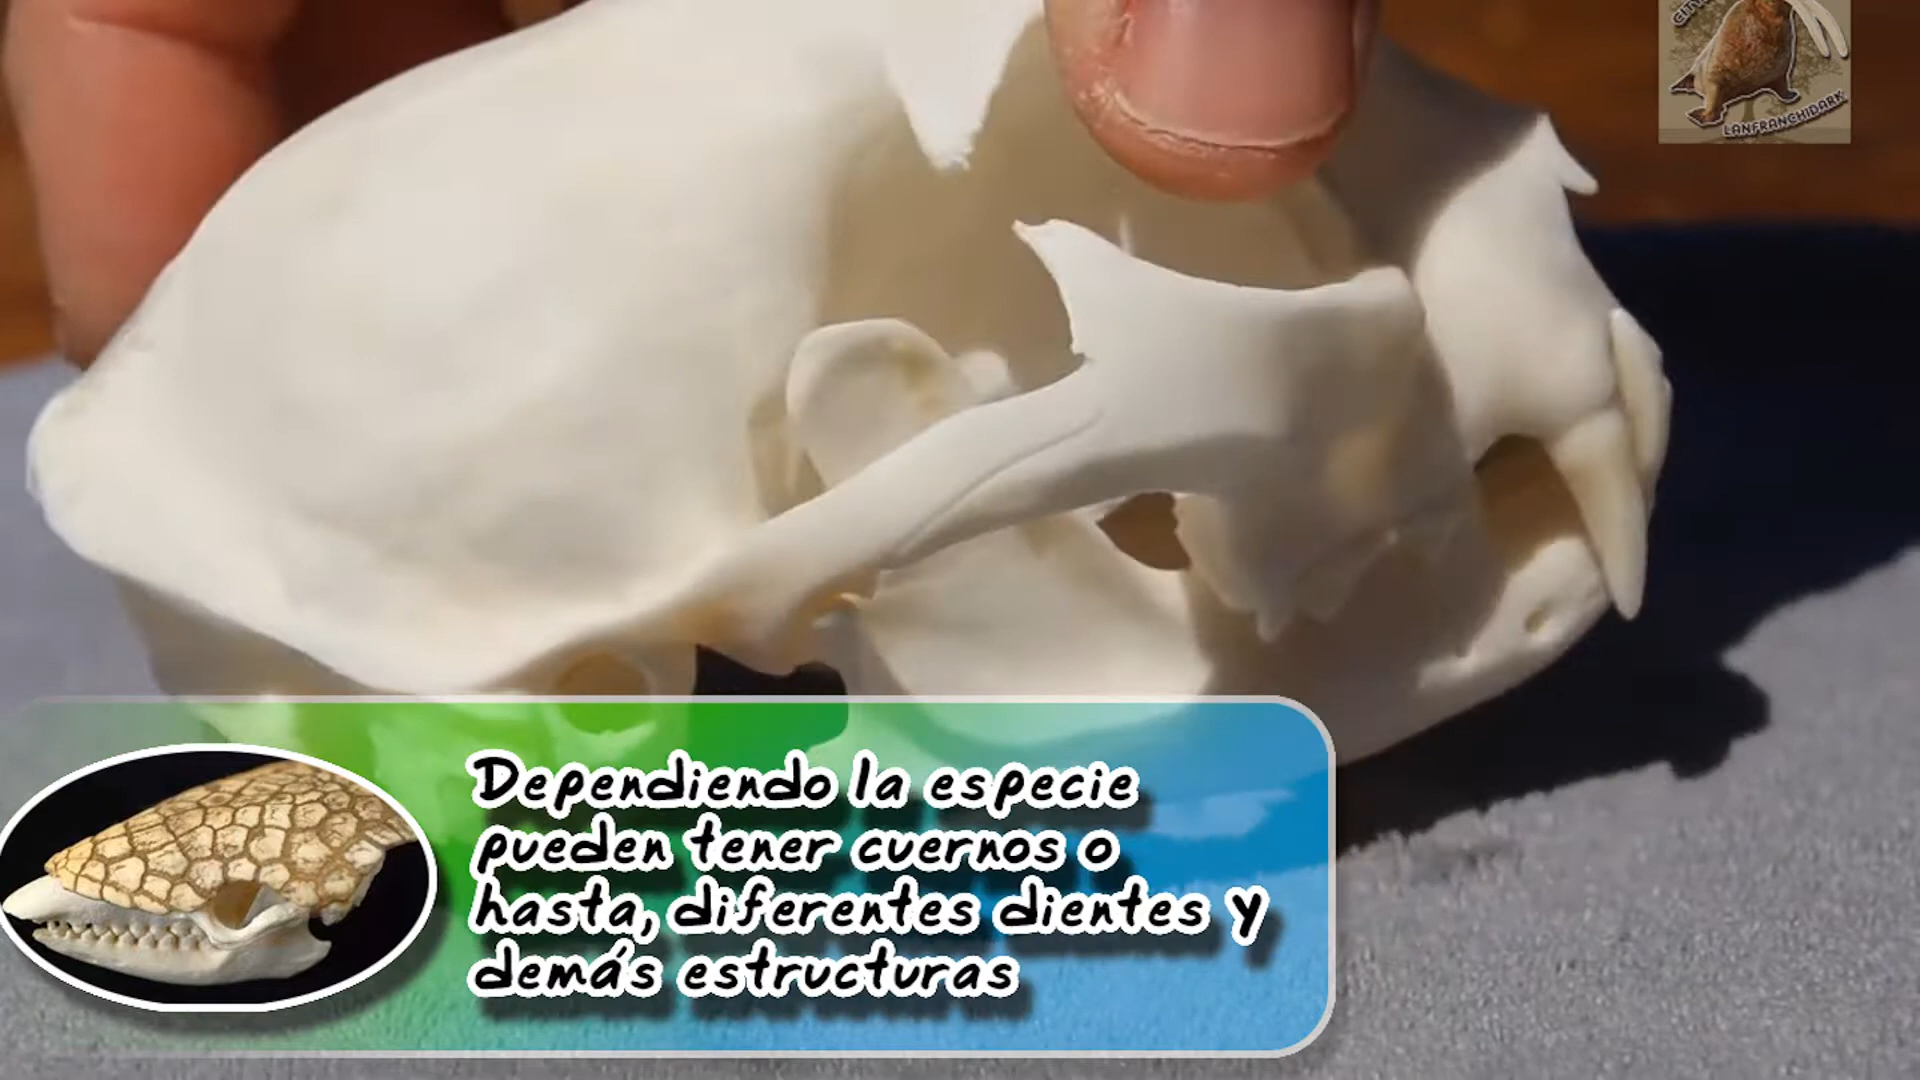 LANFRANCHIDARK
Dependiendo la especie
pueden tener cuernos o
hasta, diferentes dientes y
demás estructuras